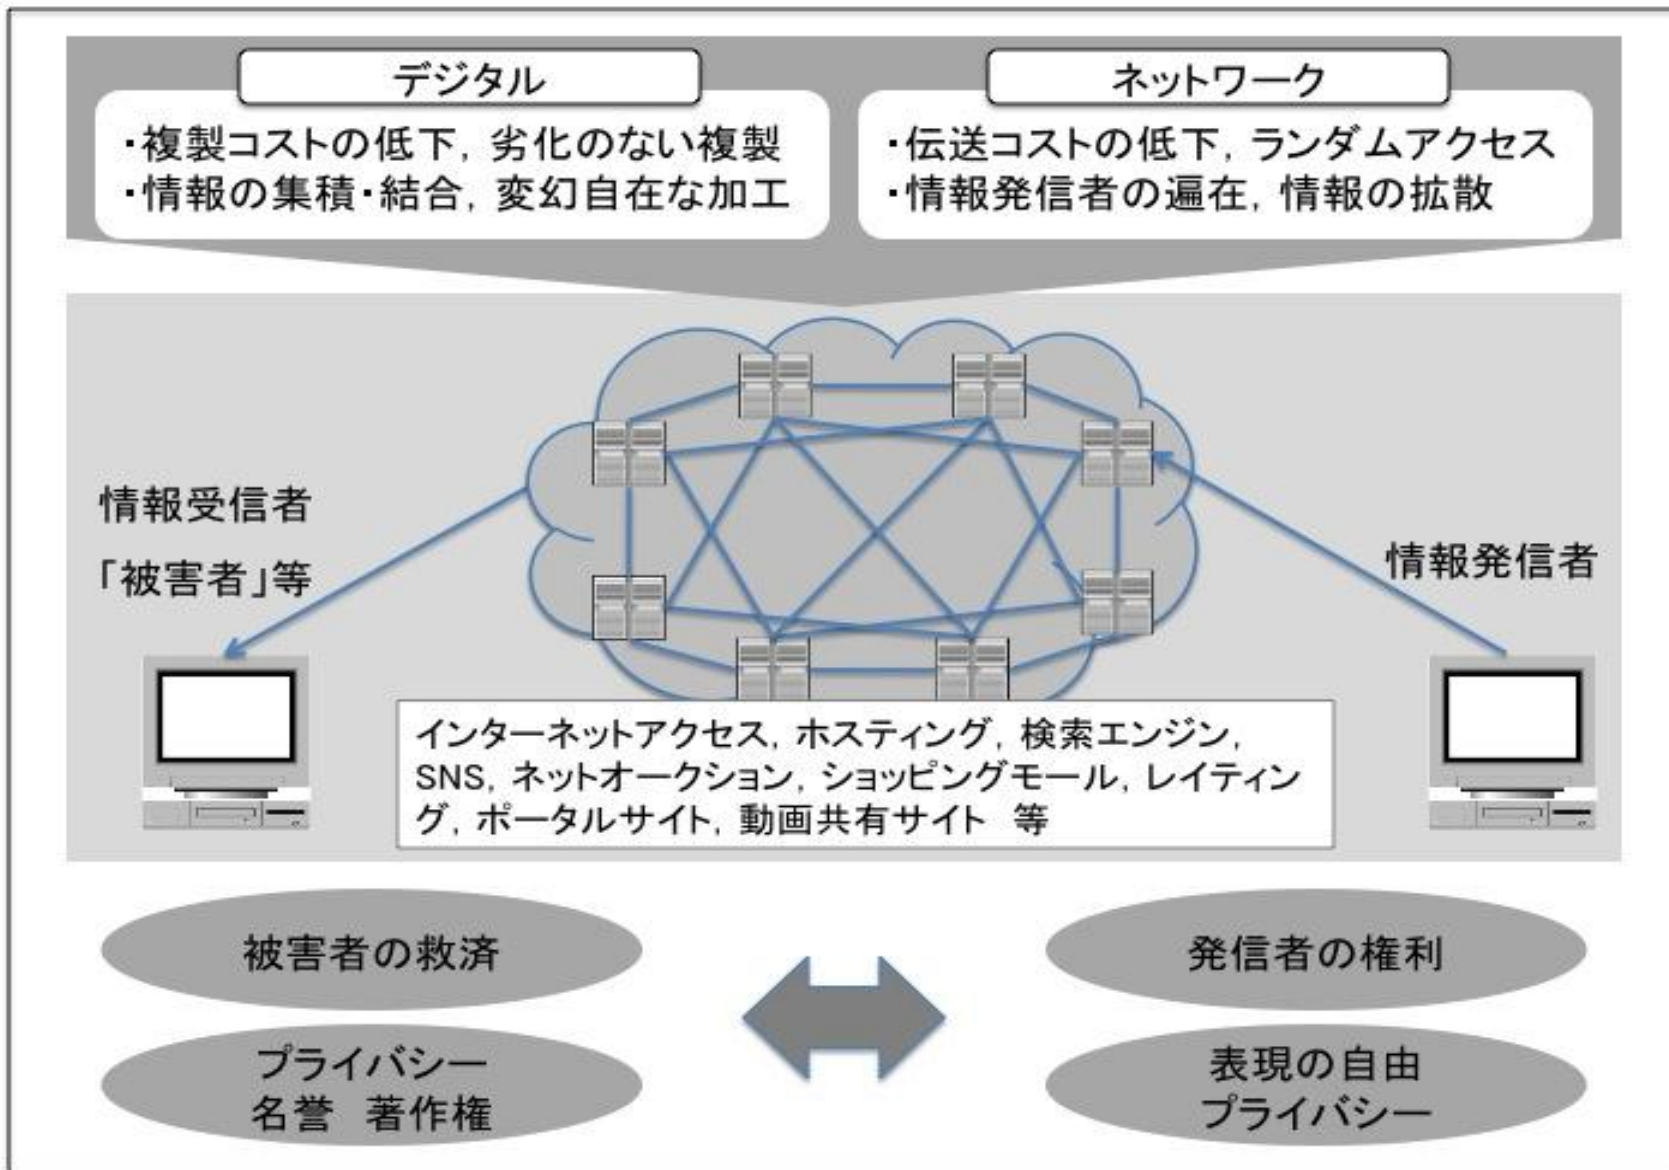 デジタル
・複製コストの低下, 劣化のない複製
・情報の集積・結合, 変幻自在な加工
ネットワーク
・伝送コストの低下, ランダムアクセス
・情報発信者の遍在, 情報の拡散
情報受信者
「被害者」等
情報発信者
インターネットアクセス, ホスティング, 検索エンジン,
SNS, ネットオークション, ショッピングモール, レイティン
グ, ポータルサイト, 動画共有サイト 等
被害者の救済
発信者の権利
プライバシー
名誉 著作権
表現の自由
プライバシー